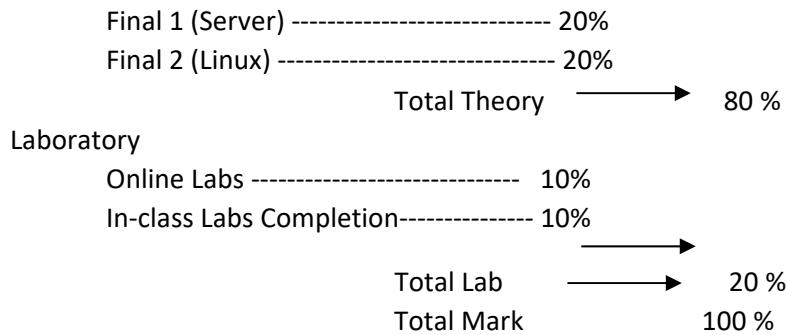 Final 1 (Server) ----------------------------- 20%
Final 2 (Linux) ------------------------------- 20%
Total Theory 80 %
Laboratory
Online Labs ------------------------------ 10%
In-class Labs Completion--------------- 10%
Total Lab 20 %
Total Mark 100 %